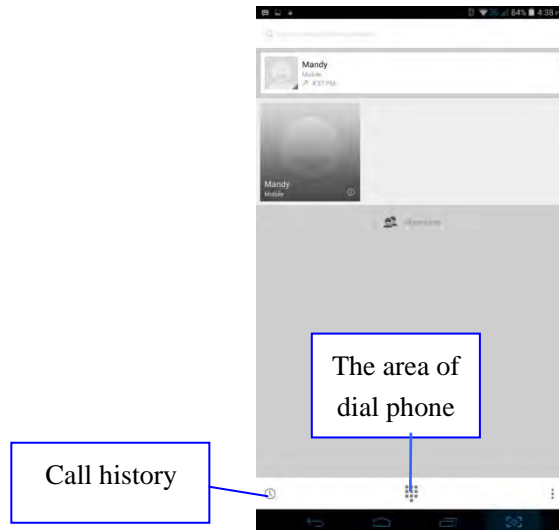 84% 4:38
Mandy
Mobile
4:37 PM
Mandy
Mobile
The area of
dial phone
Call history